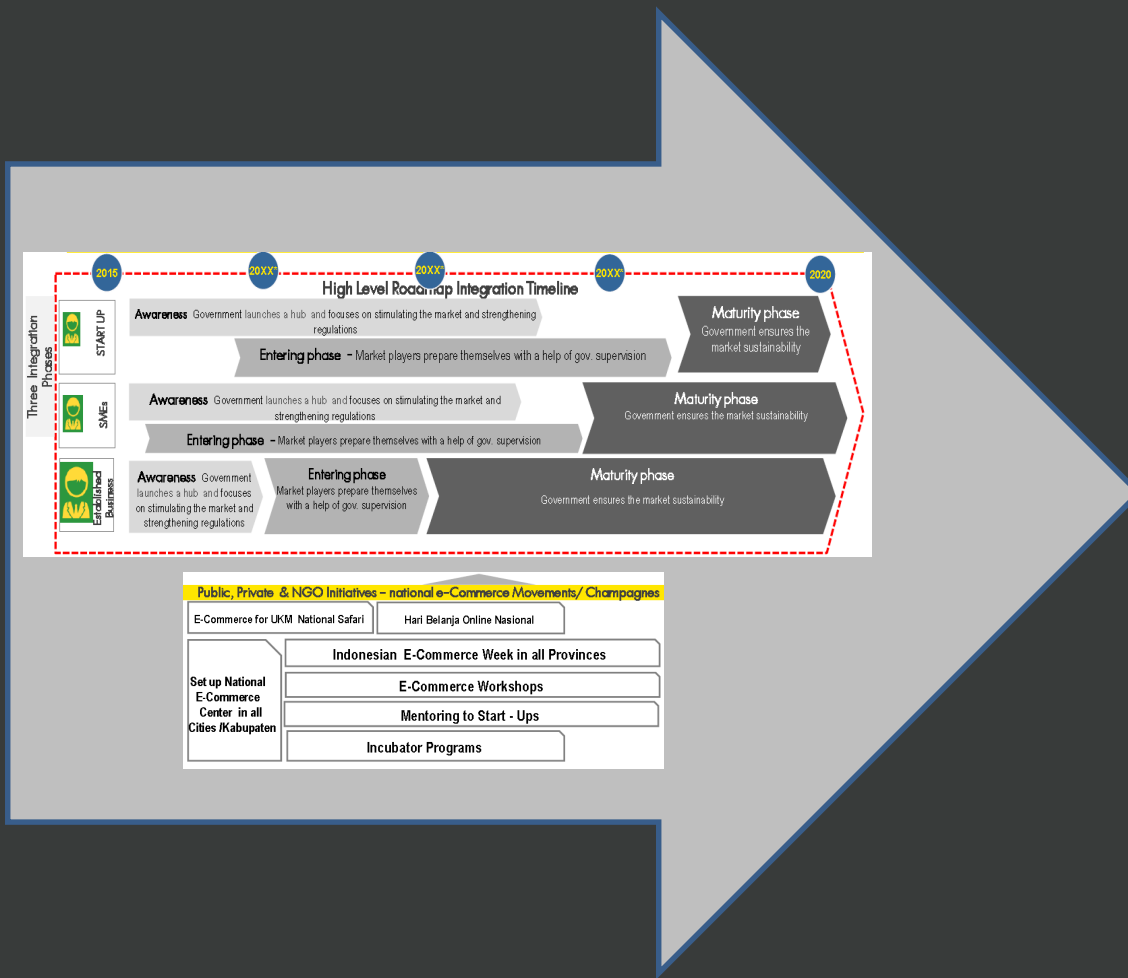 2015
20XX*
20XX*
20XX*
2020
High Level Roadmap Integration Timeline
Three Integration
Phases
START UP
Awareness Government launches a hub and focuses on stimulating the market and strengthening
regulations
Entering phase – Market players prepare themselves with a help of gov. supervision
Maturity phase
Government ensures the
market sustainability
SMEs
Awareness Government launches a hub and focuses on stimulating the market and
strengthening regulations
Entering phase – Market players prepare themselves with a help of gov. supervision
Maturity phase
Government ensures the market sustainability
Established
Business
Awareness Government
launches a hub and focuses
on stimulating the market and
strengthening regulations
Entering phase
Market players prepare themselves
with a help of gov. supervision
Maturity phase
Government ensures the market sustainability
Public, Private & NGO Initiatives – national e-Commerce Movements/ Champagnes
E-Commerce for UKM National Safari
Hari Belanja Online Nasional
Set up National
E-Commerce
Center in all
Cities /Kabupaten
Indonesian E-Commerce Week in all Provinces
E-Commerce Workshops
Mentoring to Start - Ups
Incubator Programs